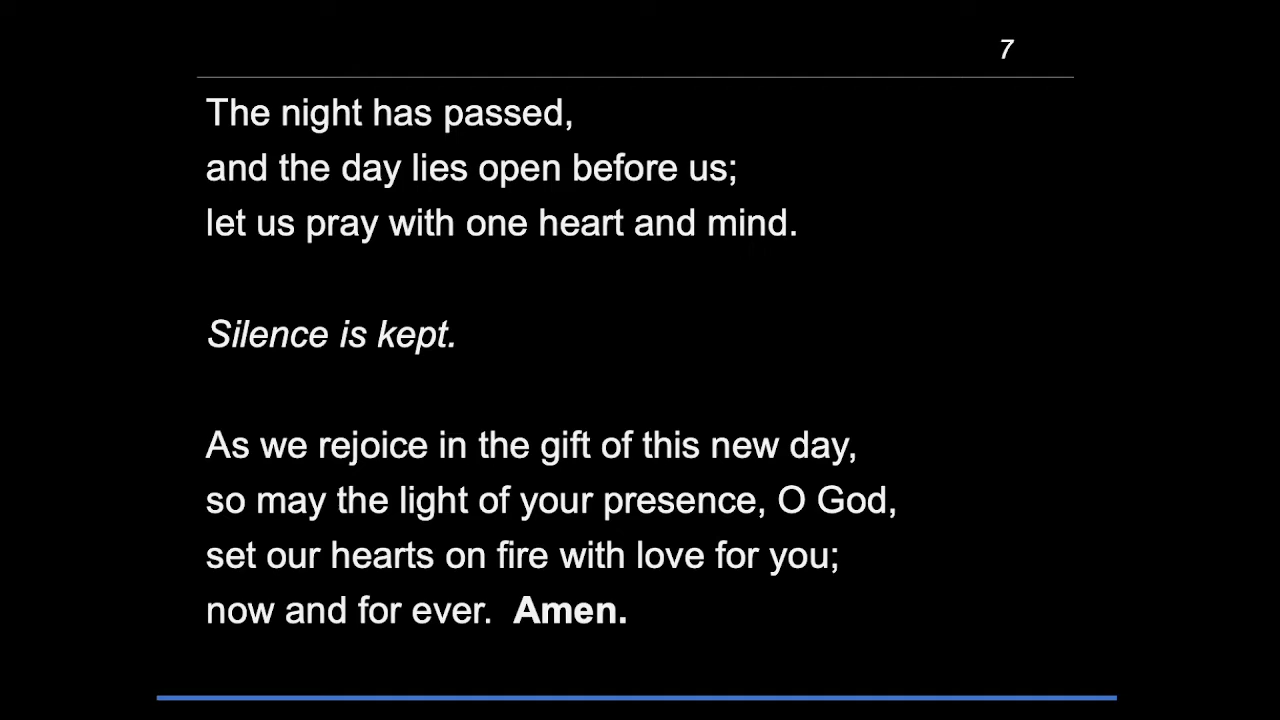 7
The night has passed,
and the day lies open before us;
let us pray with one heart and mind.
Silence is kept.
As we rejoice in the gift of this new day,
so may the light of your presence, O God,
set our hearts on fire with love for you;
now and for ever.  Amen.